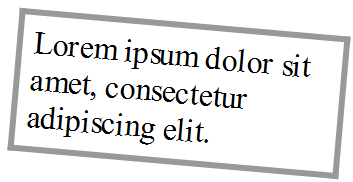 Lorem ipsum dolor sit
amet, consectetur
adipiscing elit.